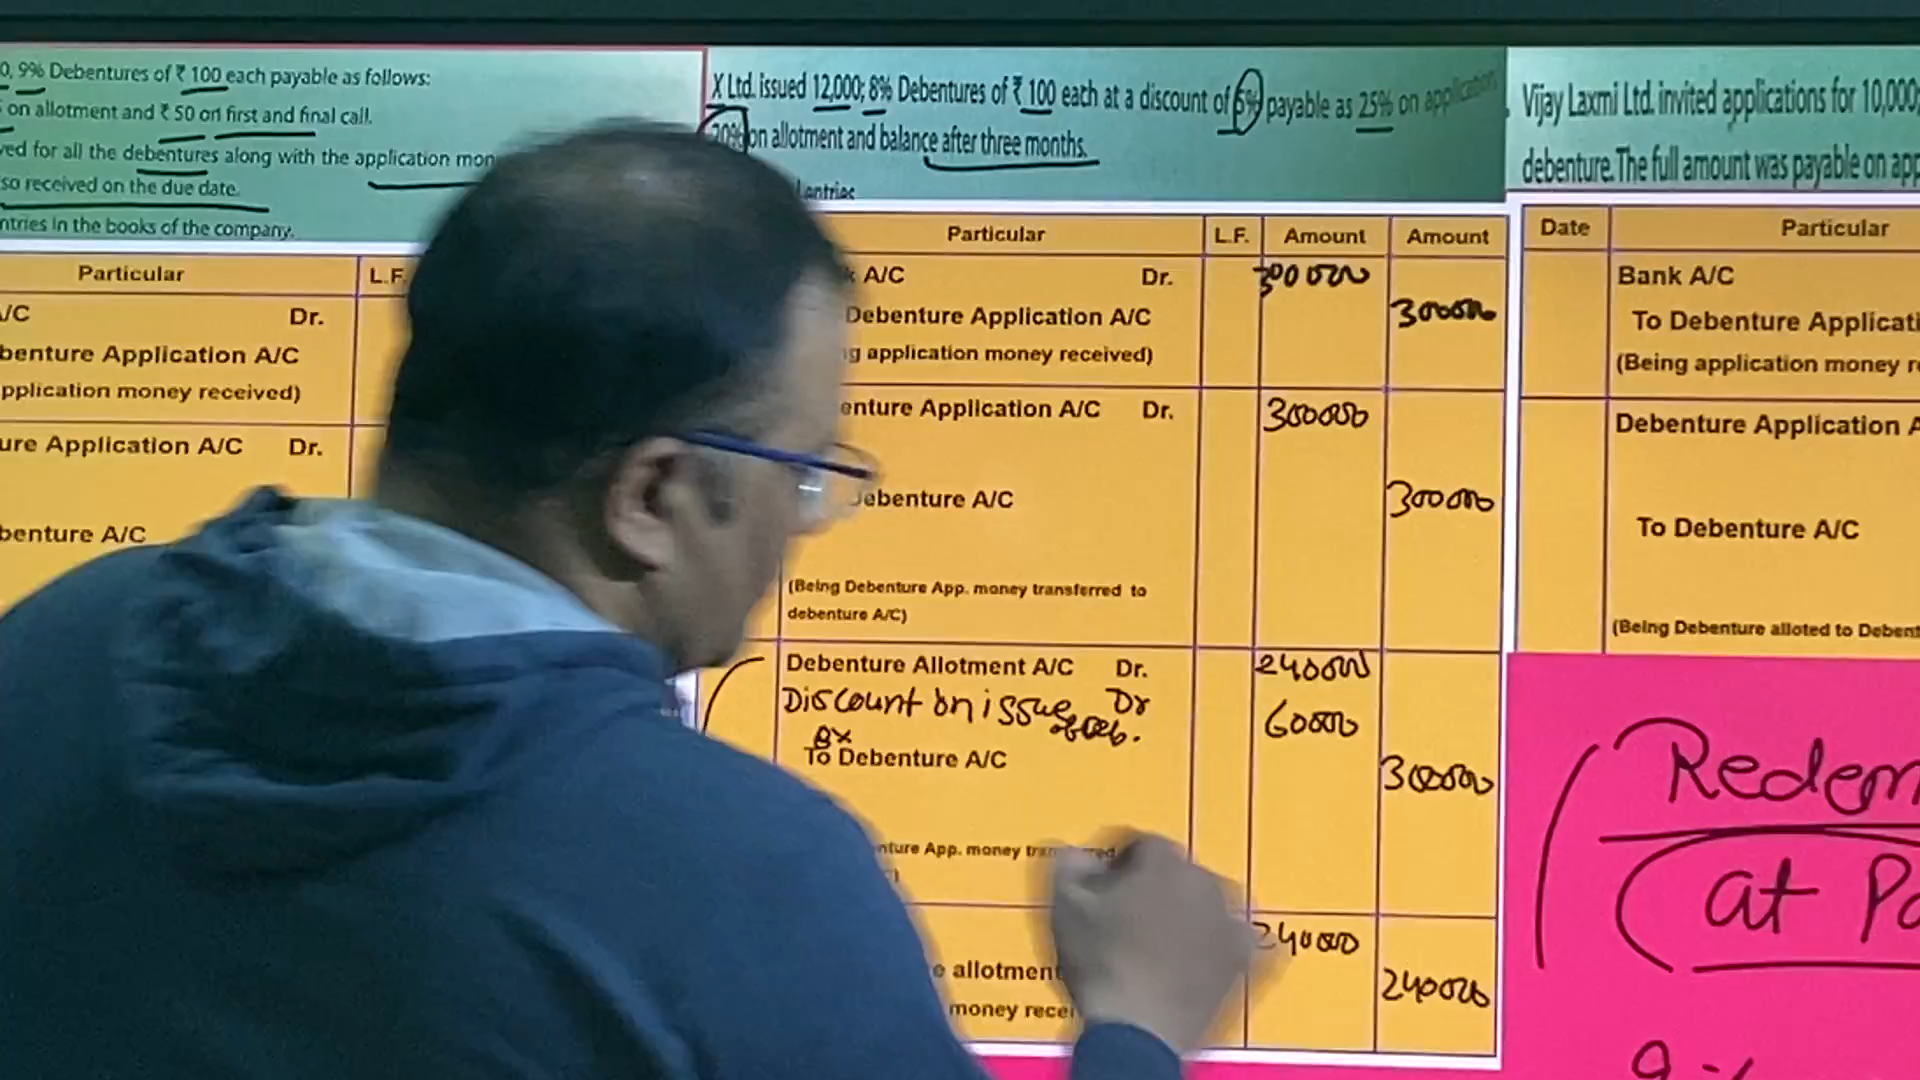 0, 9% Debentures of ₹ 100 each payable as follows:
on allotment and ₹ 50 on first and final call.
ved for all the debentures along with the application mon
so received on the due date.
ntries in the books of the company.
Particular L.F.
A/C Dr.
benture Application A/C
pplication money received)
ure Application A/C Dr.
benture A/C
X Ltd. issued 12,000; 8% Debentures of ₹ 100 each at a discount of 5% payable as 25% on application,
20% on allotment and balance after three months.
entries
Particular L.F. Amount Amount
k A/C Dr. 300000
Debenture Application A/C 300000
g application money received)
enture Application A/C Dr. 300000
Debenture A/C 300000
(Being Debenture App. money transferred to
debenture A/C)
Debenture Allotment A/C Dr. 240000
Discount on issue of Deb. Dr 60000
8%
To Debenture A/C 300000
nture App. money transferred
240000
e allotment 240000
money recei
Vijay Laxmi Ltd. invited applications for 10,000;
debenture. The full amount was payable on app
Date Particular
Bank A/C
To Debenture Applicati
(Being application money r
Debenture Application A
To Debenture A/C
(Being Debenture alloted to Debent
Redem
at Pa